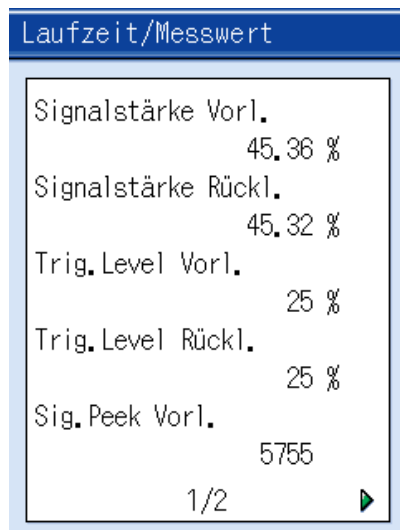 Laufzeit/Messwert
Signalstärke Vorl.
45.36 %
Signalstärke Rückl.
45.32 %
Trig.Level Vorl.
25 %
Trig.Level Rückl.
25 %
Sig.Peek Vorl.
5755
1/2